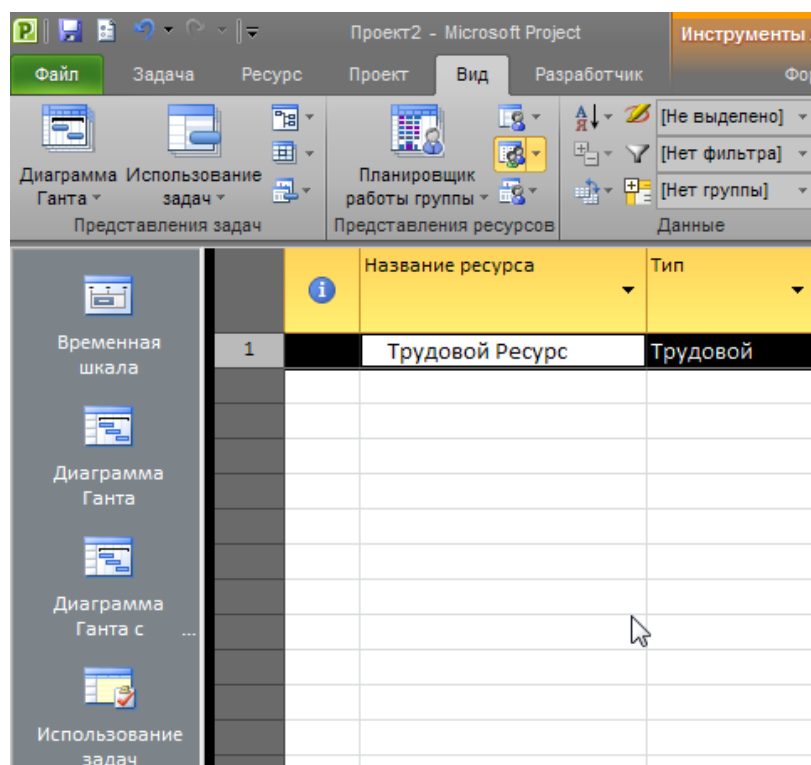 Проект2 - Microsoft Project
Инструменты
Файл Задача Ресурс Проект Вид Разработчик Фор
Диаграмма Ганта
Использование задач
Представления задач
Планировщик работы группы
Представления ресурсов
[Не выделено]
[Нет фильтра]
[Нет группы]
Данные
Временная
шкала
Диаграмма
Ганта
Диаграмма
Ганта с ...
Использование
задач
Название ресурса Тип
1 Трудовой Ресурс Трудовой